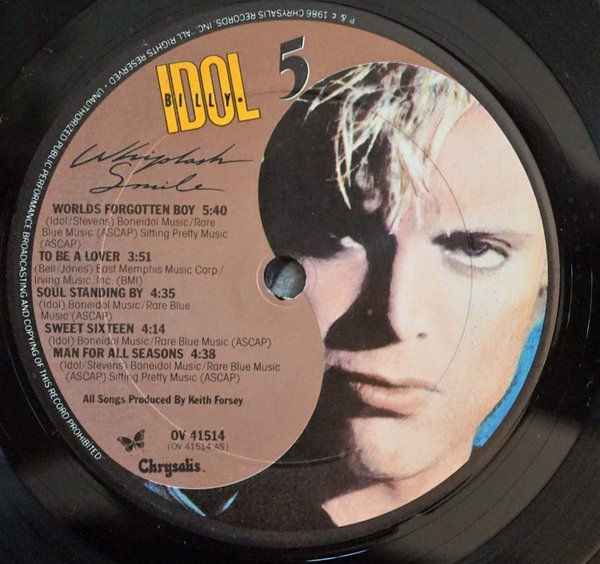 ℗ & © 1986 CHRYSALIS RECORDS, INC. "ALL RIGHTS RESERVED - UNAUTHORIZED PUBLIC PERFORMANCE BROADCASTING AND COPYING OF THIS RECORD PROHIBITED
IDOL
BILLY
5
Whiplash
Smile
WORLDS FORGOTTEN BOY 5:40
(Idol/Stevens) Boneidol Music/Rare
Blue Music (ASCAP) Sitting Pretty Music
(ASCAP)
TO BE A LOVER 3:51
(Bell/Jones) East Memphis Music Corp./
Irving Music, Inc. (BMI)
SOUL STANDING BY 4:35
(Idol) Boneidol Music/Rare Blue
Music (ASCAP)
SWEET SIXTEEN 4:14
(Idol) Boneidol Music/Rare Blue Music (ASCAP)
MAN FOR ALL SEASONS 4:38
(Idol/Stevens) Boneidol Music/Rare Blue Music
(ASCAP) Sitting Pretty Music (ASCAP)
All Songs Produced by Keith Forsey
OV 41514
(OV 41514 AS)
Chrysalis